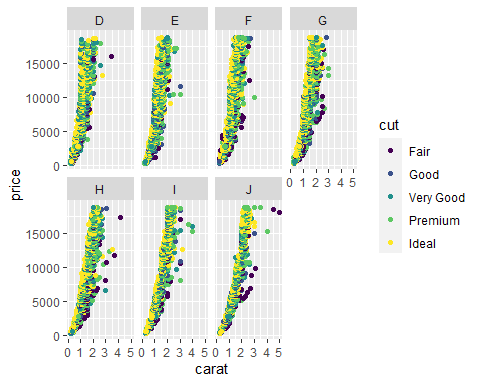 D E F G
15000
10000
5000
0
0 1 2 3 4 5
H I J
15000
10000
5000
0
0 1 2 3 4 5 0 1 2 3 4 5 0 1 2 3 4 5
carat
price
cut
Fair
Good
Very Good
Premium
Ideal